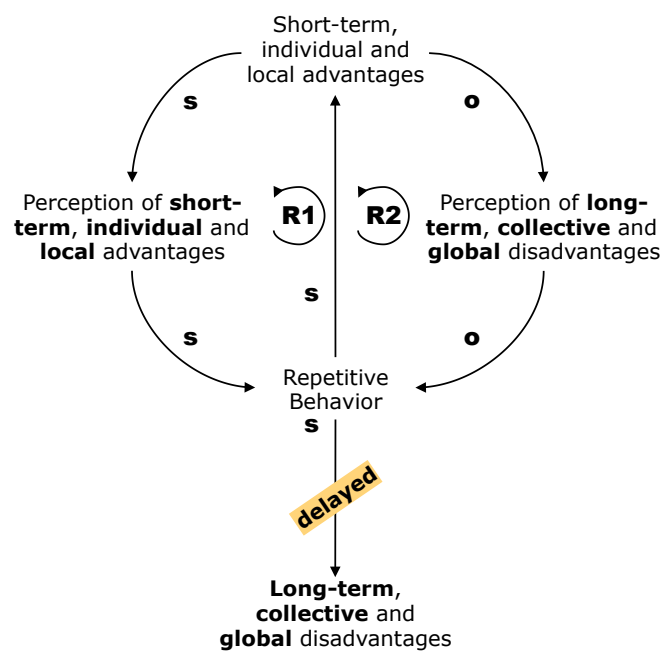 Short-term,
individual and
local advantages
s
o
Perception of short-
term, individual and
local advantages
R1
R2
Perception of long-
term, collective and
global disadvantages
s
s
o
Repetitive
Behavior
s
delayed
Long-term,
collective and
global disadvantages